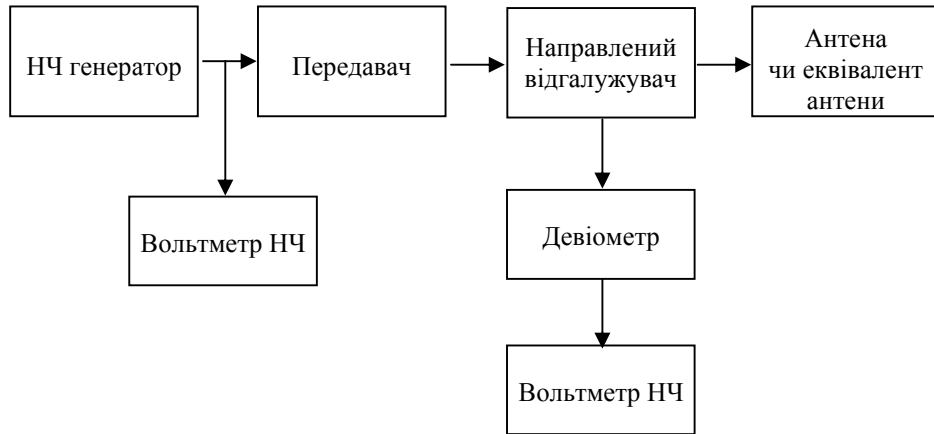 НЧ генератор
Передавач
Направлений
відгалужувач
Антена
чи еквівалент
антени
Вольтметр НЧ
Девіометр
Вольтметр НЧ